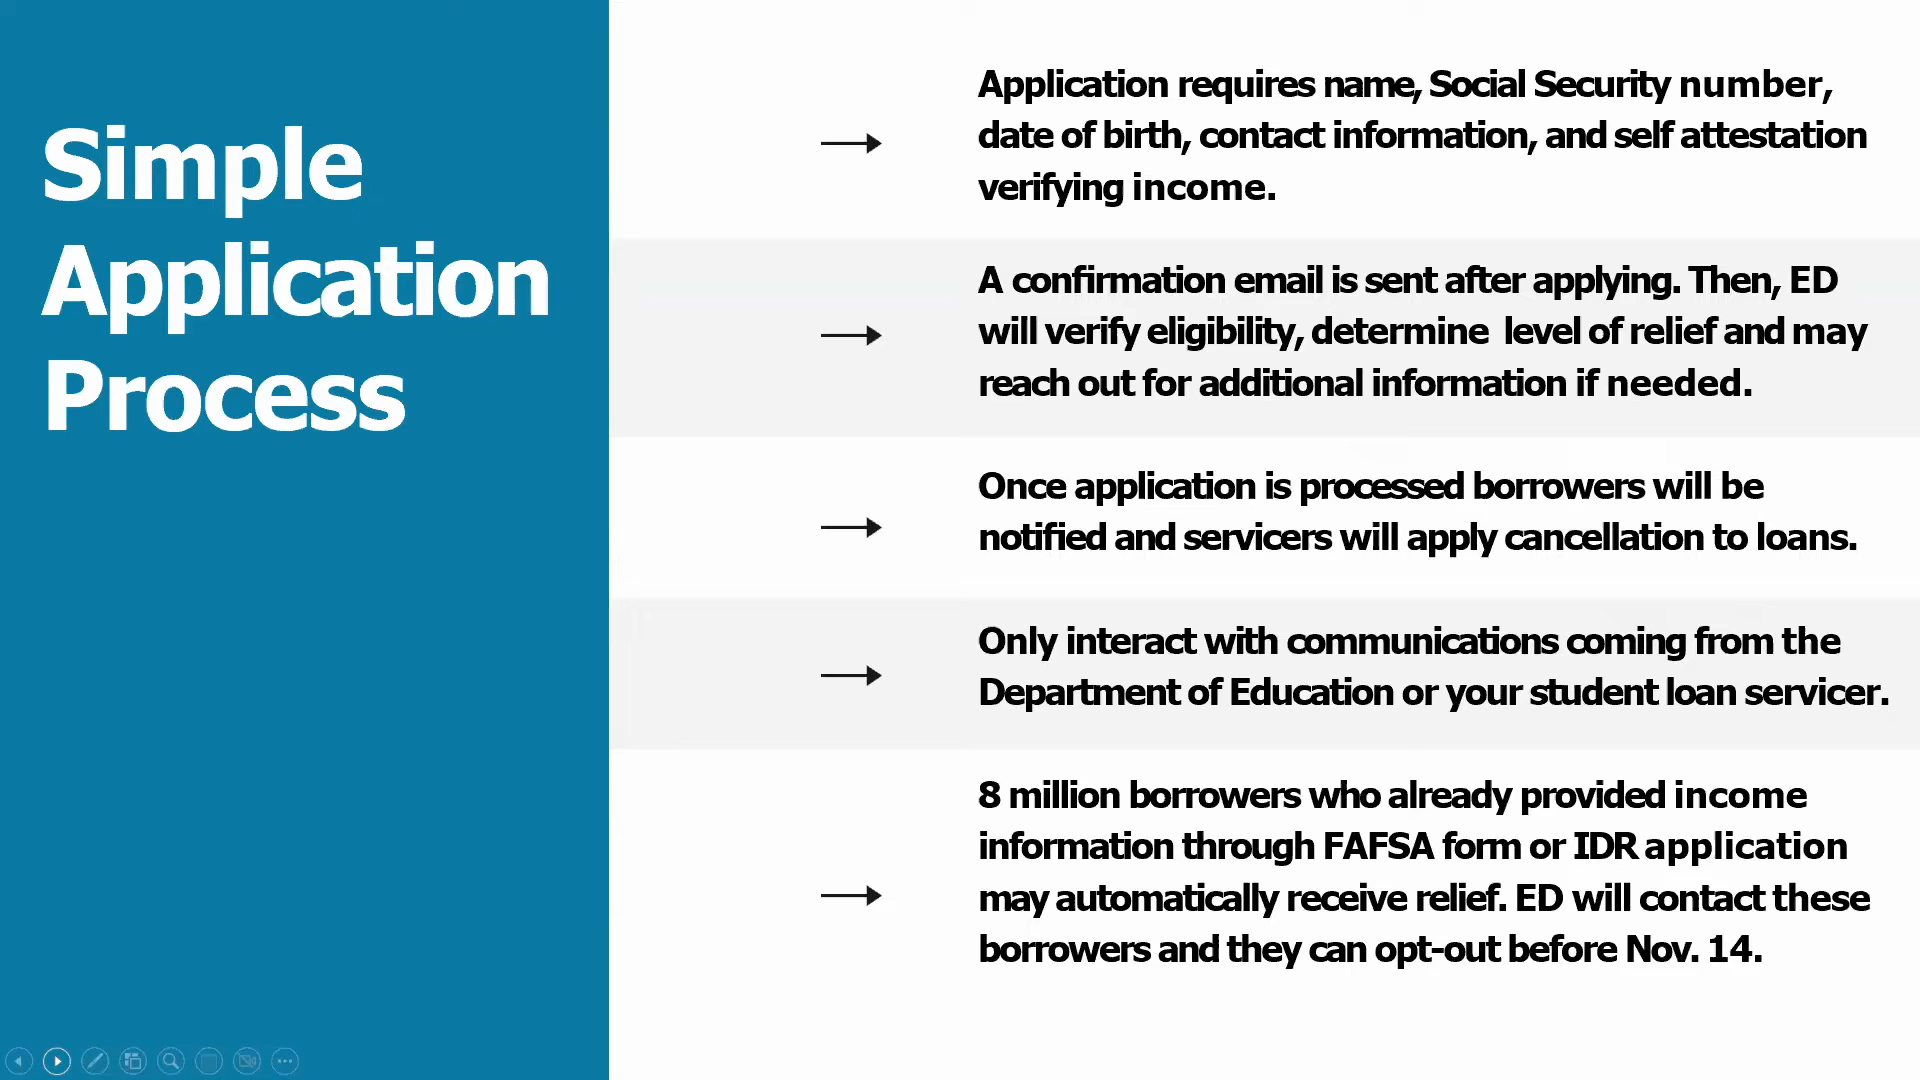 Simple
Application
Process
Application requires name, Social Security number,
date of birth, contact information, and self attestation
verifying income.
A confirmation email is sent after applying. Then, ED
will verify eligibility, determine level of relief and may
reach out for additional information if needed.
Once application is processed borrowers will be
notified and servicers will apply cancellation to loans.
Only interact with communications coming from the
Department of Education or your student loan servicer.
8 million borrowers who already provided income
information through FAFSA form or IDR application
may automatically receive relief. ED will contact these
borrowers and they can opt-out before Nov. 14.